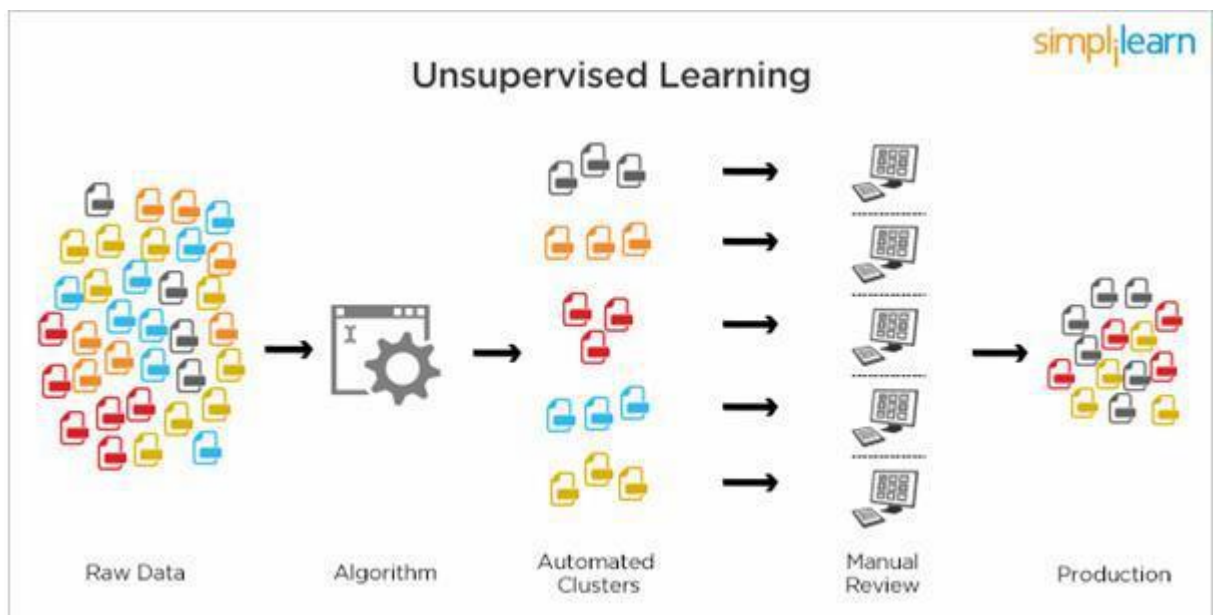 simplilearn
Unsupervised Learning
Raw Data
Algorithm
Automated
Clusters
Manual
Review
Production